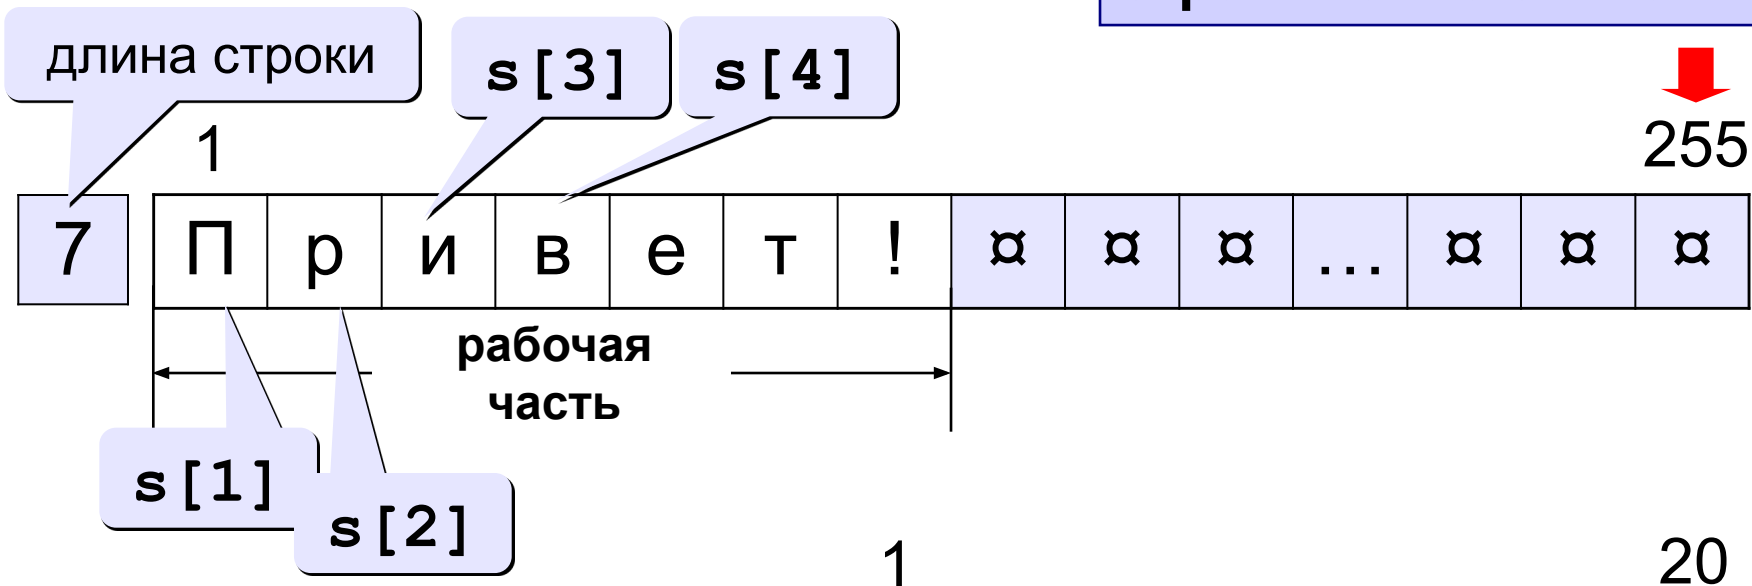 длина строки
s[3]
s[4]
1
255
7 П р и в е т ! ¤ ¤ ¤ … ¤ ¤ ¤
рабочая
часть
s[1]
s[2]
1
20